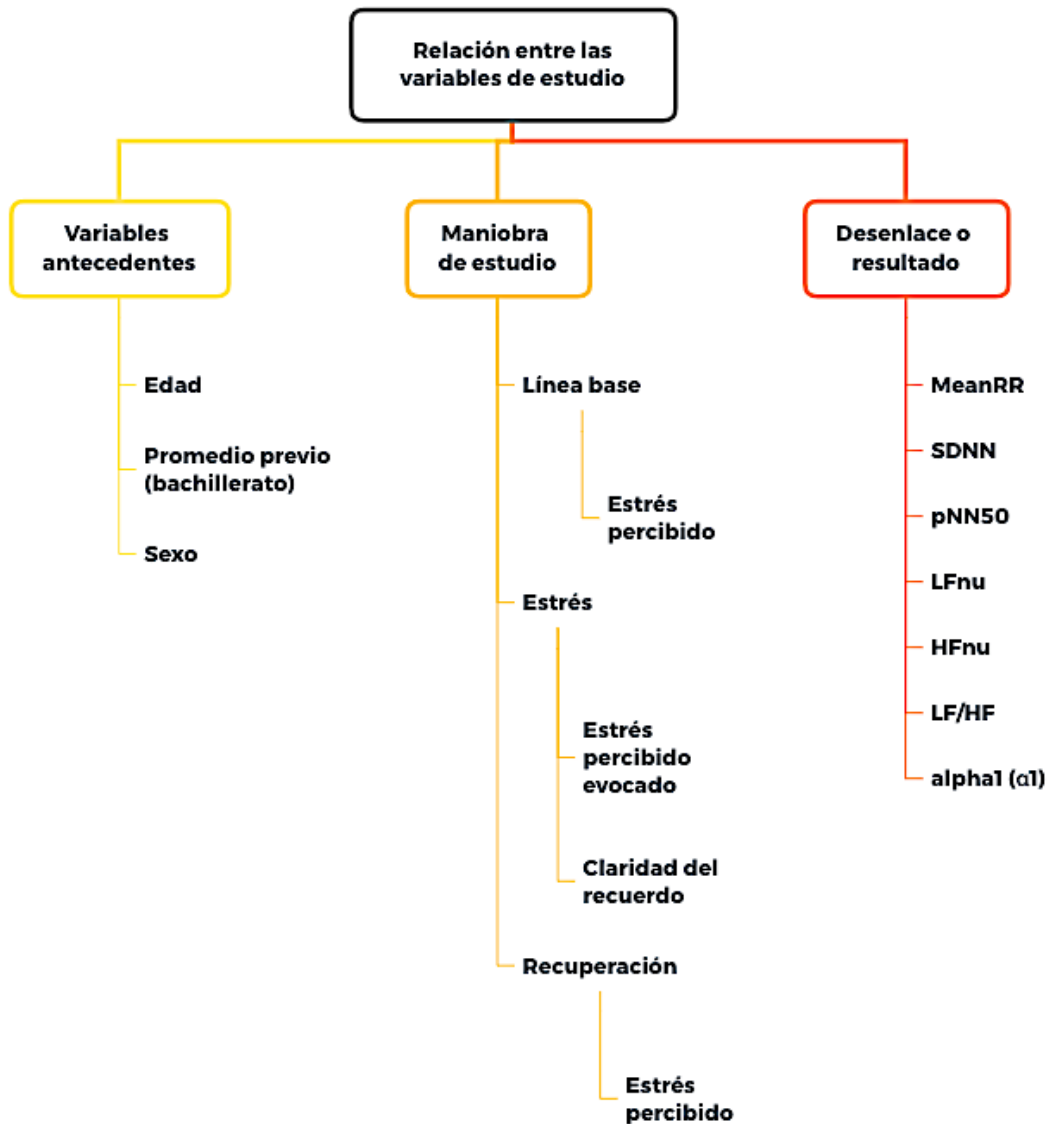 Relación entre las
variables de estudio
Variables
antecedentes
Edad
Promedio previo
(bachillerato)
Sexo
Maniobra
de estudio
Línea base
Estrés
percibido
Estrés
Estrés
percibido
evocado
Claridad del
recuerdo
Recuperación
Estrés
percibido
Desenlace o
resultado
MeanRR
SDNN
pNN50
LFnu
HFnu
LF/HF
alpha1 (α1)